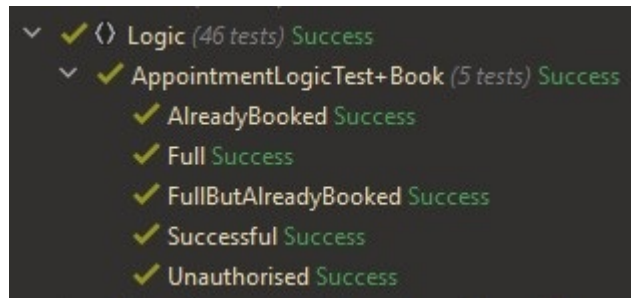 Logic (46 tests) Success
AppointmentLogicTest+Book (5 tests) Success
AlreadyBooked Success
Full Success
FullButAlreadyBooked Success
Successful Success
Unauthorised Success